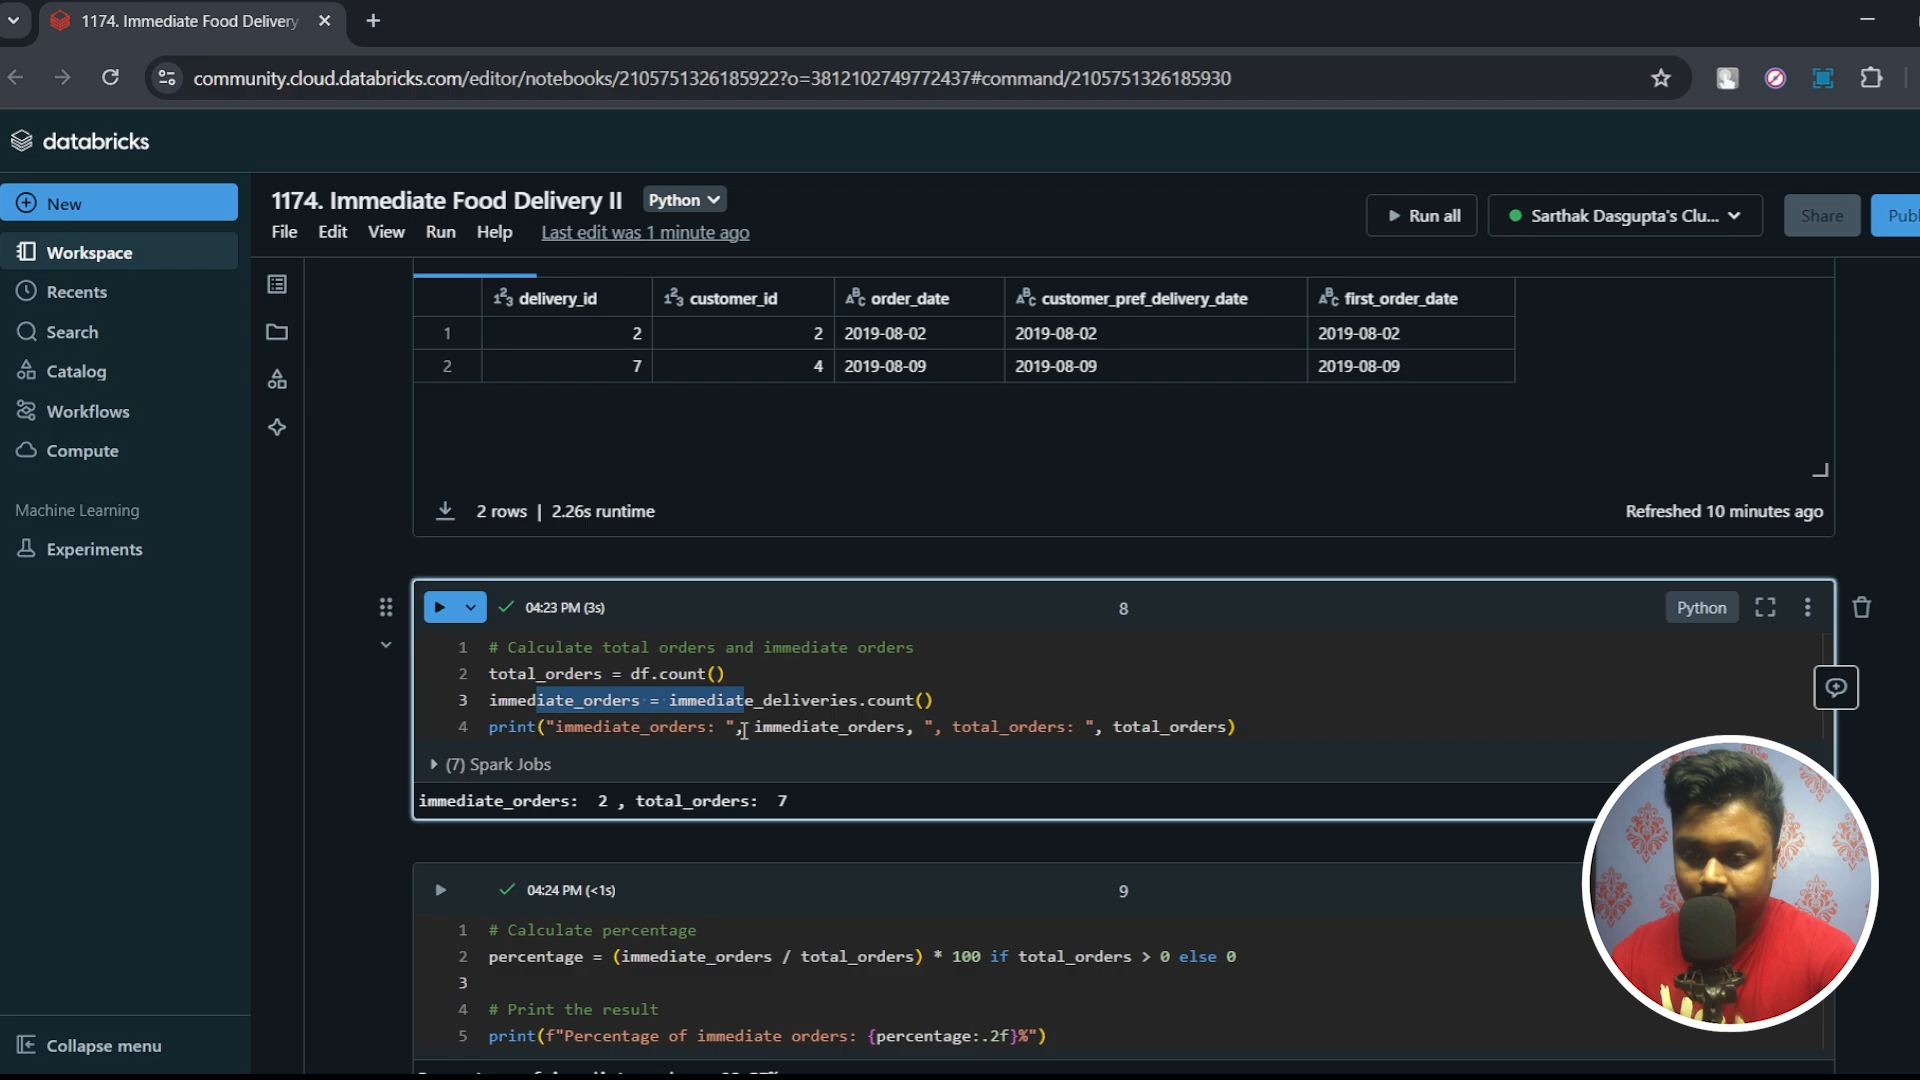 1174. Immediate Food Delivery
community.cloud.databricks.com/editor/notebooks/2105751326185922?o=3812102749772437#command/2105751326185930
databricks
New
Workspace
Recents
Search
Catalog
Workflows
Compute
Machine Learning
Experiments
Collapse menu
1174. Immediate Food Delivery II Python
File Edit View Run Help Last edit was 1 minute ago
Run all Sarthak Dasgupta's Clu... Share Publ
delivery_id customer_id order_date customer_pref_delivery_date first_order_date
1 2 2 2019-08-02 2019-08-02 2019-08-02
2 7 4 2019-08-09 2019-08-09 2019-08-09
2 rows | 2.26s runtime Refreshed 10 minutes ago
04:23 PM (3s) 8 Python
1 # Calculate total orders and immediate orders
2 total_orders = df.count()
3 immediate_orders = immediate_deliveries.count()
4 print("immediate_orders: ", immediate_orders, ", total_orders: ", total_orders)
(7) Spark Jobs
immediate_orders: 2 , total_orders: 7
04:24 PM (<1s) 9
1 # Calculate percentage
2 percentage = (immediate_orders / total_orders) * 100 if total_orders > 0 else 0
3
4 # Print the result
5 print(f"Percentage of immediate orders: {percentage:.2f}%")